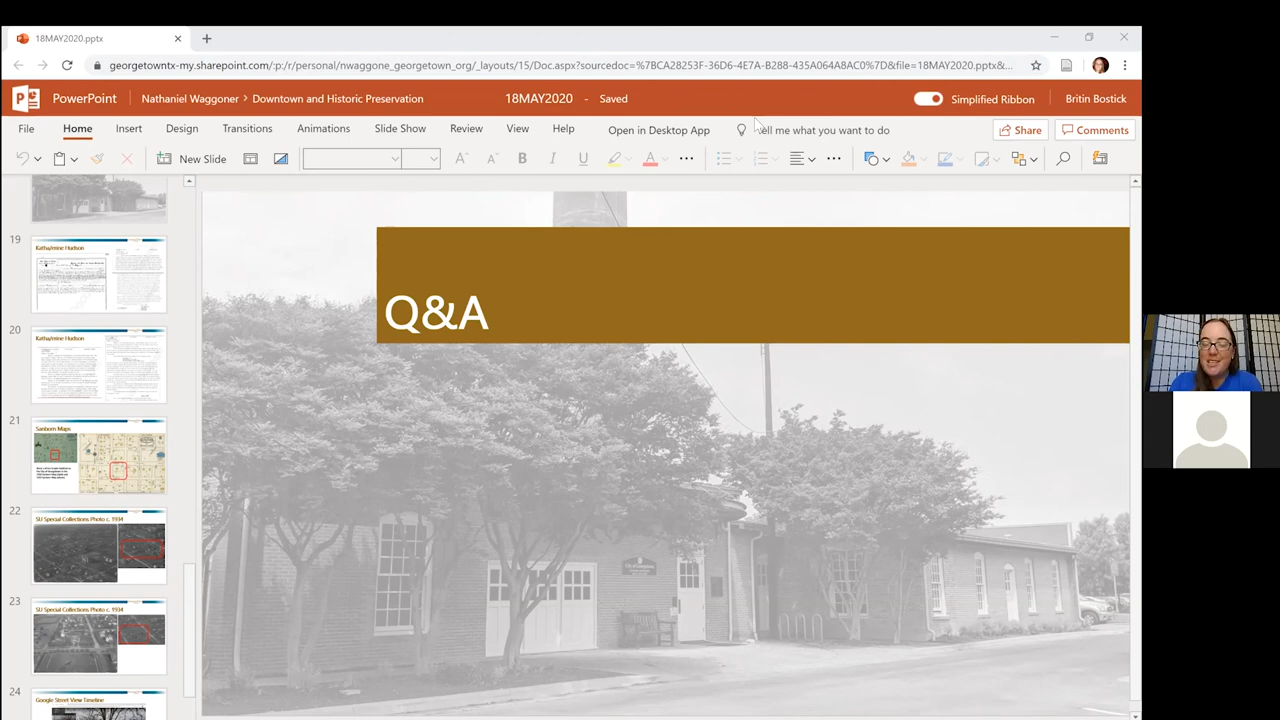 18MAY2020.pptx
georgetowntx-my.sharepoint.com/:p:/r/personal/nwaggone_georgetown_org/_layouts/15/Doc.aspx?sourcedoc=%7BCA28253F-36D6-4E7A-B288-435A064A8AC0%7D&file=18MAY2020.pptx&...
PowerPoint Nathaniel Waggoner > Downtown and Historic Preservation 18MAY2020 - Saved Simplified Ribbon Britin Bostick
File Home Insert Design Transitions Animations Slide Show Review View Help Open in Desktop App Tell me what you want to do Share Comments
New Slide B I U A
19
Katha/rine Hudson
20
Katha/rine Hudson
21
Sanborn Maps
22
SU Special Collections Photo c. 1934
23
SU Special Collections Photo c. 1934
24
Google Street View Timeline
Q&A